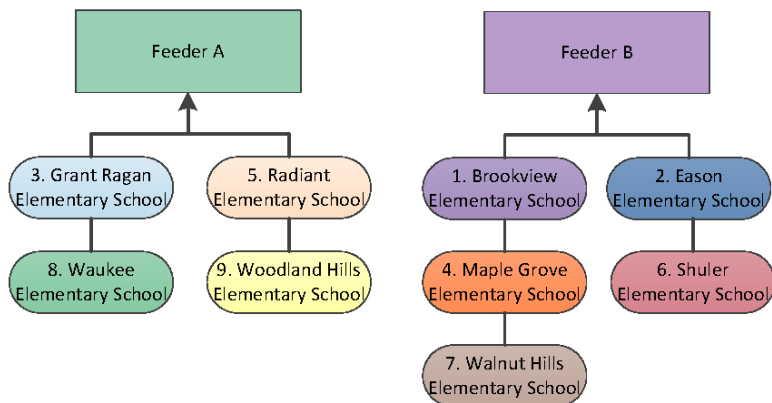 Feeder A
Feeder B
3. Grant Ragan
Elementary School
5. Radiant
Elementary School
1. Brookview
Elementary School
2. Eason
Elementary School
8. Waukee
Elementary School
9. Woodland Hills
Elementary School
4. Maple Grove
Elementary School
6. Shuler
Elementary School
7. Walnut Hills
Elementary School